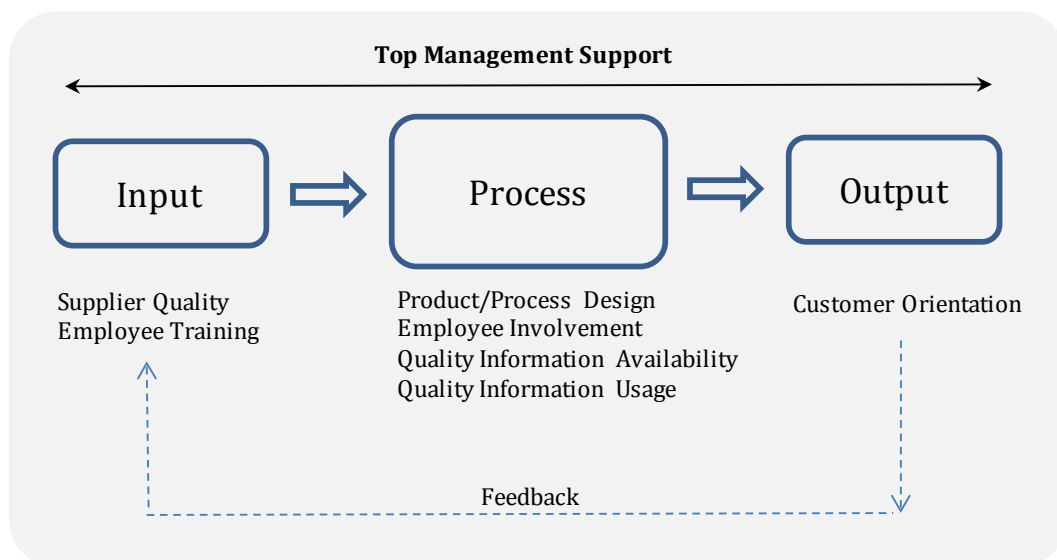 Top Management Support
Input
Process
Output
Supplier Quality
Employee Training
Product/Process Design
Employee Involvement
Quality Information Availability
Quality Information Usage
Customer Orientation
Feedback